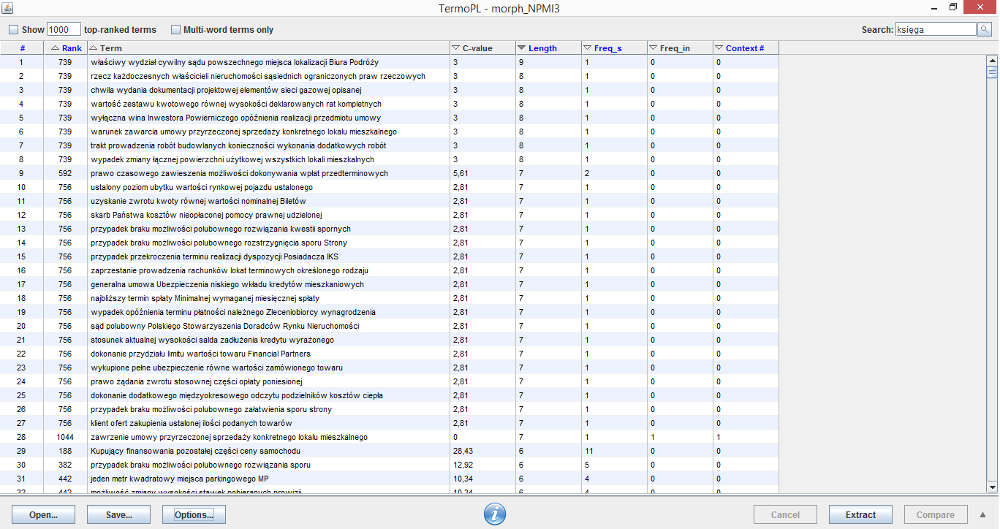 TermoPL - morph_NPMI3
Show 1000 top-ranked terms Multi-word terms only Search: księga
# Rank Term C-value Length Freq_s Freq_in Context #
1 739 właściwy wydział cywilny sądu powszechnego miejsca lokalizacji Biura Podróży 3 9 1 0 0
2 739 rzecz każdoczesnych właścicieli nieruchomości sąsiednich ograniczonych praw rzeczowych 3 8 1 0 0
3 739 chwila wydania dokumentacji projektowej elementów sieci gazowej opisanej 3 8 1 0 0
4 739 wartość zestawu kwotowego równej wysokości deklarowanych rat kompletnych 3 8 1 0 0
5 739 wyłączna wina Inwestora Powierniczego opóźnienia realizacji przedmiotu umowy 3 8 1 0 0
6 739 warunek zawarcia umowy przyrzeczonej sprzedaży konkretnego lokalu mieszkalnego 3 8 1 0 0
7 739 trakt prowadzenia robót budowlanych konieczności wykonania dodatkowych robót 3 8 1 0 0
8 739 wypadek zmiany łącznej powierzchni użytkowej wszystkich lokali mieszkalnych 3 8 1 0 0
9 592 prawo czasowego zawieszenia możliwości dokonywania wpłat przedterminowych 5,61 7 2 0 0
10 756 ustalony poziom ubytku wartości rynkowej pojazdu ustalonego 2,81 7 1 0 0
11 756 uzyskanie zwrotu kwoty równej wartości nominalnej Biletów 2,81 7 1 0 0
12 756 skarb Państwa kosztów nieopłaconej pomocy prawnej udzielonej 2,81 7 1 0 0
13 756 przypadek braku możliwości polubownego rozwiązania kwestii spornych 2,81 7 1 0 0
14 756 przypadek braku możliwości polubownego rozstrzygnięcia sporu Strony 2,81 7 1 0 0
15 756 przypadek przekroczenia terminu realizacji dyspozycji Posiadacza IKS 2,81 7 1 0 0
16 756 zaprzestanie prowadzenia rachunków lokat terminowych określonego rodzaju 2,81 7 1 0 0
17 756 generalna umowa Ubezpieczenia niskiego wkładu kredytów mieszkaniowych 2,81 7 1 0 0
18 756 najbliższy termin spłaty Minimalnej wymaganej miesięcznej spłaty 2,81 7 1 0 0
19 756 wypadek opóźnienia terminu płatności należnego Zleceniobiorcy wynagrodzenia 2,81 7 1 0 0
20 756 sąd polubowny Polskiego Stowarzyszenia Doradców Rynku Nieruchomości 2,81 7 1 0 0
21 756 stosunek aktualnej wysokości salda zadłużenia kredytu wyrażonego 2,81 7 1 0 0
22 756 dokonanie przydziału limitu wartości towaru Financial Partners 2,81 7 1 0 0
23 756 wykupione pełne ubezpieczenie równe wartości zamówionego towaru 2,81 7 1 0 0
24 756 prawo żądania zwrotu stosownej części opłaty poniesionej 2,81 7 1 0 0
25 756 dokonanie dodatkowego międzyokresowego odczytu podzielników kosztów ciepła 2,81 7 1 0 0
26 756 przypadek braku możliwości polubownego załatwienia sporu strony 2,81 7 1 0 0
27 756 klient ofert zakupienia ustalonej ilości podanych towarów 2,81 7 1 0 0
28 1044 zawrzenie umowy przyrzeczonej sprzedaży konkretnego lokalu mieszkalnego 0 7 1 1 1
29 188 Kupujący finansowania pozostałej części ceny samochodu 28,43 6 11 0 0
30 382 przypadek braku możliwości polubownego rozwiązania sporu 12,92 6 5 0 0
31 442 jeden metr kwadratowy miejsca parkingowego MP 10,34 6 4 0 0
32 442 możliwość zmiany wysokości stawek pobieranych prowizji 10,34 6 4 0 0
Open... Save... Options... Cancel Extract Compare